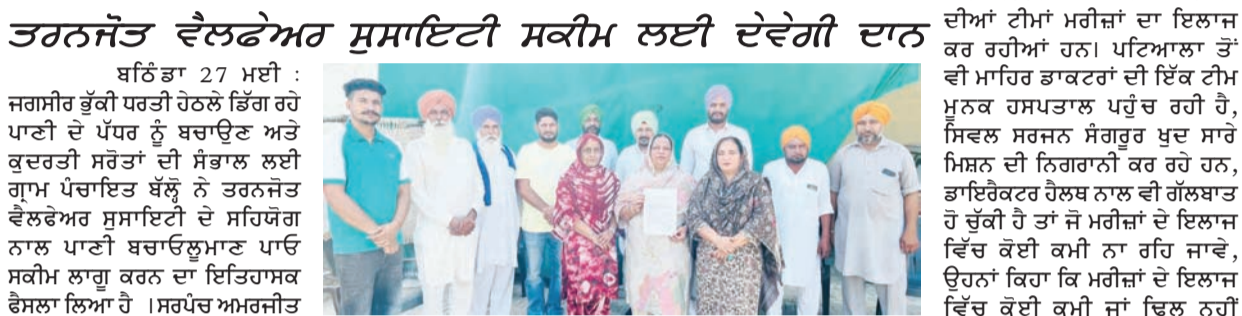 ਤਰਨਜੋਤ ਵੈਲਫੇਅਰ ਸੁਸਾਇਟੀ ਸਕੀਮ ਲਈ ਦੇਵੇਗੀ ਦਾਨ
ਬਠਿੰਡਾ 27 ਮਈ :
ਜਗਸੀਰ ਭੁੱਕੀ ਧਰਤੀ ਹੇਠਲੇ ਡਿੱਗ ਰਹੇ
ਪਾਣੀ ਦੇ ਪੱਧਰ ਨੂੰ ਬਚਾਉਣ ਅਤੇ
ਕੁਦਰਤੀ ਸਰੋਤਾਂ ਦੀ ਸੰਭਾਲ ਲਈ
ਗ੍ਰਾਮ ਪੰਚਾਇਤ ਬੱਲ੍ਹੋ ਨੇ ਤਰਨਜੋਤ
ਵੈਲਫੇਅਰ ਸੁਸਾਇਟੀ ਦੇ ਸਹਿਯੋਗ
ਨਾਲ ਪਾਣੀ ਬਚਾਓਲੂਮਾਣ ਪਾਓ
ਸਕੀਮ ਲਾਗੂ ਕਰਨ ਦਾ ਇਤਿਹਾਸਕ
ਫੈਸਲਾ ਲਿਆ ਹੈ ।ਸਰਪੰਚ ਅਮਰਜੀਤ
ਦੀਆਂ ਟੀਮਾਂ ਮਰੀਜ਼ਾਂ ਦਾ ਇਲਾਜ
ਕਰ ਰਹੀਆਂ ਹਨ। ਪਟਿਆਲਾ ਤੋਂ
ਵੀ ਮਾਹਿਰ ਡਾਕਟਰਾਂ ਦੀ ਇੱਕ ਟੀਮ
ਮੂਨਕ ਹਸਪਤਾਲ ਪਹੁੰਚ ਰਹੀ ਹੈ,
ਸਿਵਲ ਸਰਜਨ ਸੰਗਰੂਰ ਖੁਦ ਸਾਰੇ
ਮਿਸ਼ਨ ਦੀ ਨਿਗਰਾਨੀ ਕਰ ਰਹੇ ਹਨ,
ਡਾਇਰੈਕਟਰ ਹੈਲਥ ਨਾਲ ਵੀ ਗੱਲਬਾਤ
ਹੋ ਚੁੱਕੀ ਹੈ ਤਾਂ ਜੋ ਮਰੀਜ਼ਾਂ ਦੇ ਇਲਾਜ
ਵਿੱਚ ਕੋਈ ਕਮੀ ਨਾ ਰਹਿ ਜਾਵੇ,
ਉਹਨਾਂ ਕਿਹਾ ਕਿ ਮਰੀਜ਼ਾਂ ਦੇ ਇਲਾਜ
ਵਿੱਚ ਕੋਈ ਕਮੀ ਜਾਂ ਢਿਲ ਨਹੀਂ